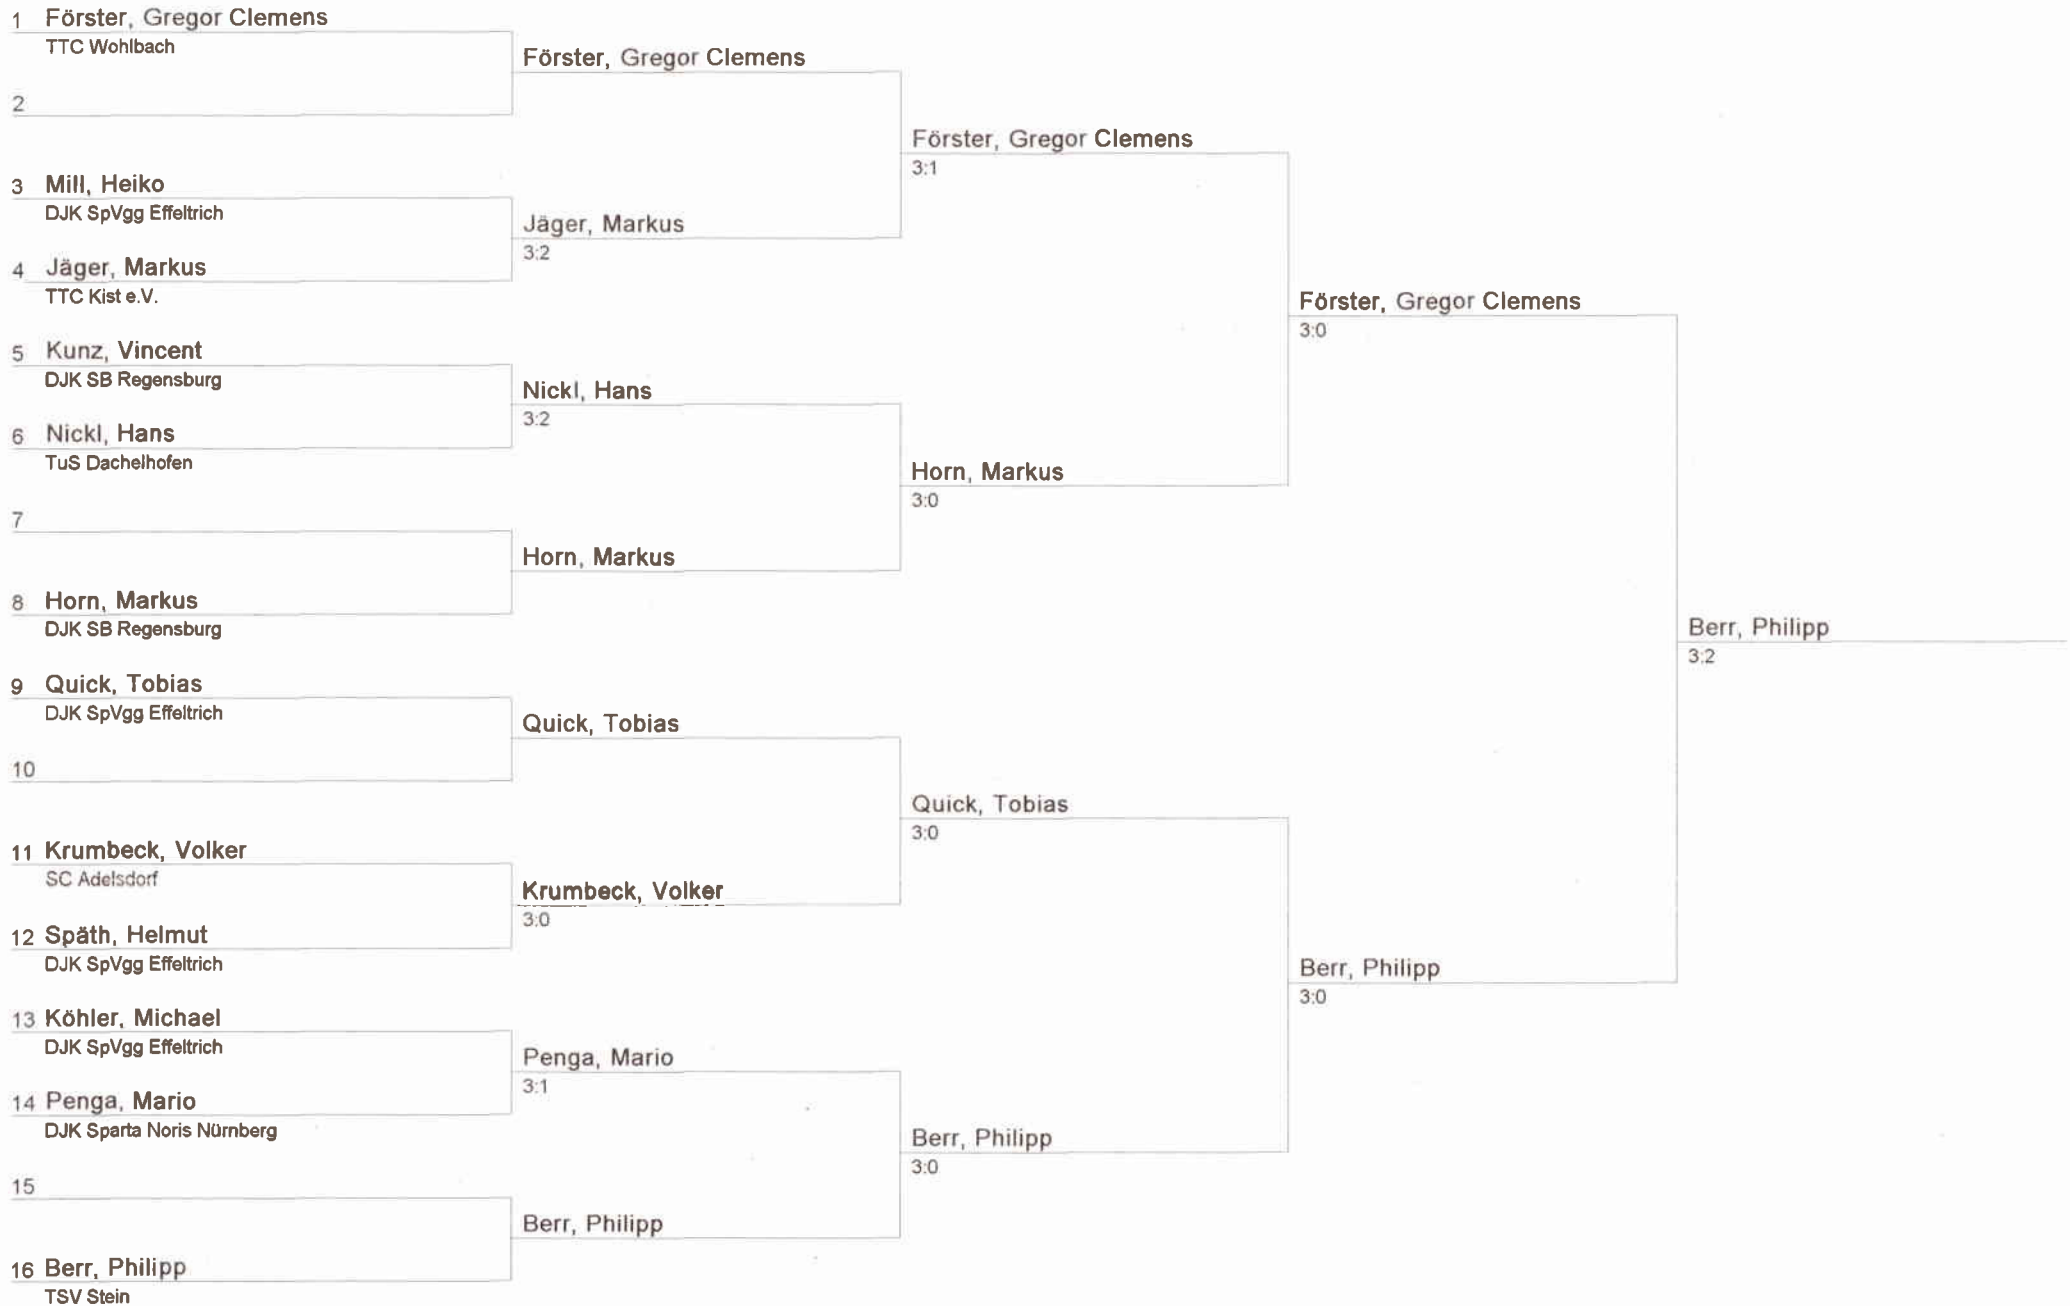 1 Förster, Gregor Clemens
TTC Wohlbach
2
3 Mill, Heiko
DJK SpVgg Effeltrich
4 Jäger, Markus
TTC Kist e.V.
5 Kunz, Vincent
DJK SB Regensburg
6 Nickl, Hans
TuS Dachelhofen
7
8 Horn, Markus
DJK SB Regensburg
9 Quick, Tobias
DJK SpVgg Effeltrich
10
11 Krumbeck, Volker
SC Adelsdorf
12 Späth, Helmut
DJK SpVgg Effeltrich
13 Köhler, Michael
DJK SpVgg Effeltrich
14 Penga, Mario
DJK Sparta Noris Nürnberg
15
16 Berr, Philipp
TSV Stein
Förster, Gregor Clemens
Jäger, Markus
3:2
Nickl, Hans
3:2
Horn, Markus
Quick, Tobias
Krumbeck, Volker
3:0
Penga, Mario
3:1
Berr, Philipp
Förster, Gregor Clemens
3:1
Horn, Markus
3:0
Quick, Tobias
3:0
Berr, Philipp
3:0
Förster, Gregor Clemens
3:0
Berr, Philipp
3:0
Berr, Philipp
3:2